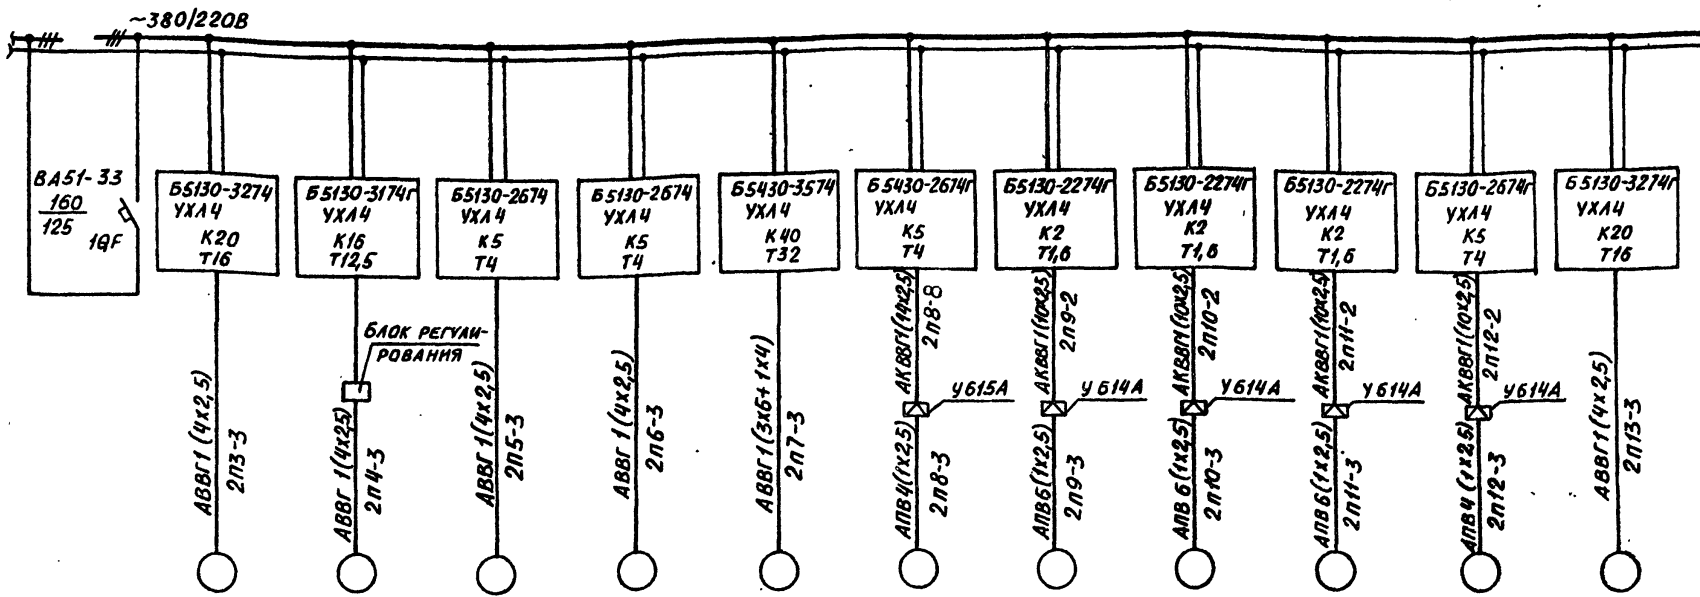 ~380/220В
ВА51-33
160
125
1QF
Б5130-3274
УХЛ4
К20
Т16
Б5130-3174г
УХЛ4
К16
Т12,5
Б5130-2674
УХЛ4
К5
Т4
Б5130-2674
УХЛ4
К5
Т4
Б5430-3574
УХЛ4
К40
Т32
Б5430-2674г
УХЛ4
К5
Т4
Б5130-2274г
УХЛ4
К2
Т1,6
Б5130-2274г
УХЛ4
К2
Т1,6
Б5130-2274г
УХЛ4
К2
Т1,6
Б5130-2674г
УХЛ4
К5
Т4
Б5130-3274г
УХЛ4
К20
Т16
АВВГ1(4х2,5)
2п3-3
БЛОК РЕГУЛИ-
РОВАНИЯ
АВВГ 1(4х2,5)
2п4-3
АВВГ 1(4х2,5)
2п5-3
АВВГ 1(4х2,5)
2п6-3
АВВГ1(3х6+1х4)
2п7-3
АКВВГ1(14х2,5)
2п8-8
У615А
АПВ4(1х2,5)
2п8-3
АКВВГ1(10х2,5)
2п9-2
У614А
АПВ6(1х2,5)
2п9-3
АКВВГ1(10х2,5)
2п10-2
У614А
АПВ6(1х2,5)
2п10-3
АКВВГ1(10х2,5)
2п11-2
У614А
АПВ6(1х2,5)
2п11-3
АКВВГ1(10х2,5)
2п12-2
У614А
АПВ4(1х2,5)
2п12-3
АВВГ1(4х2,5)
2п13-3